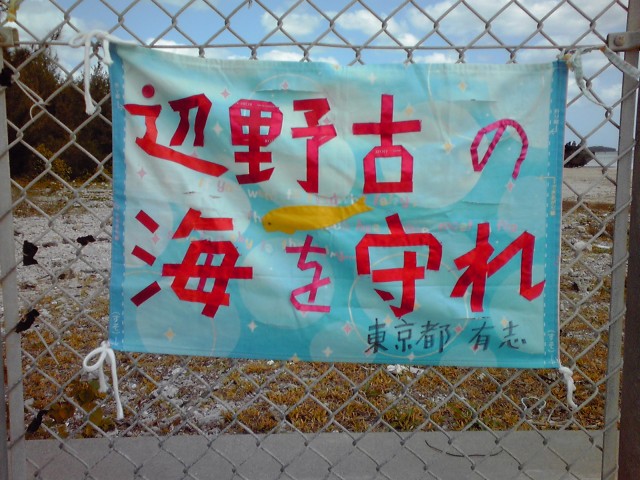 辺野古の
海を守れ
東京都 有志